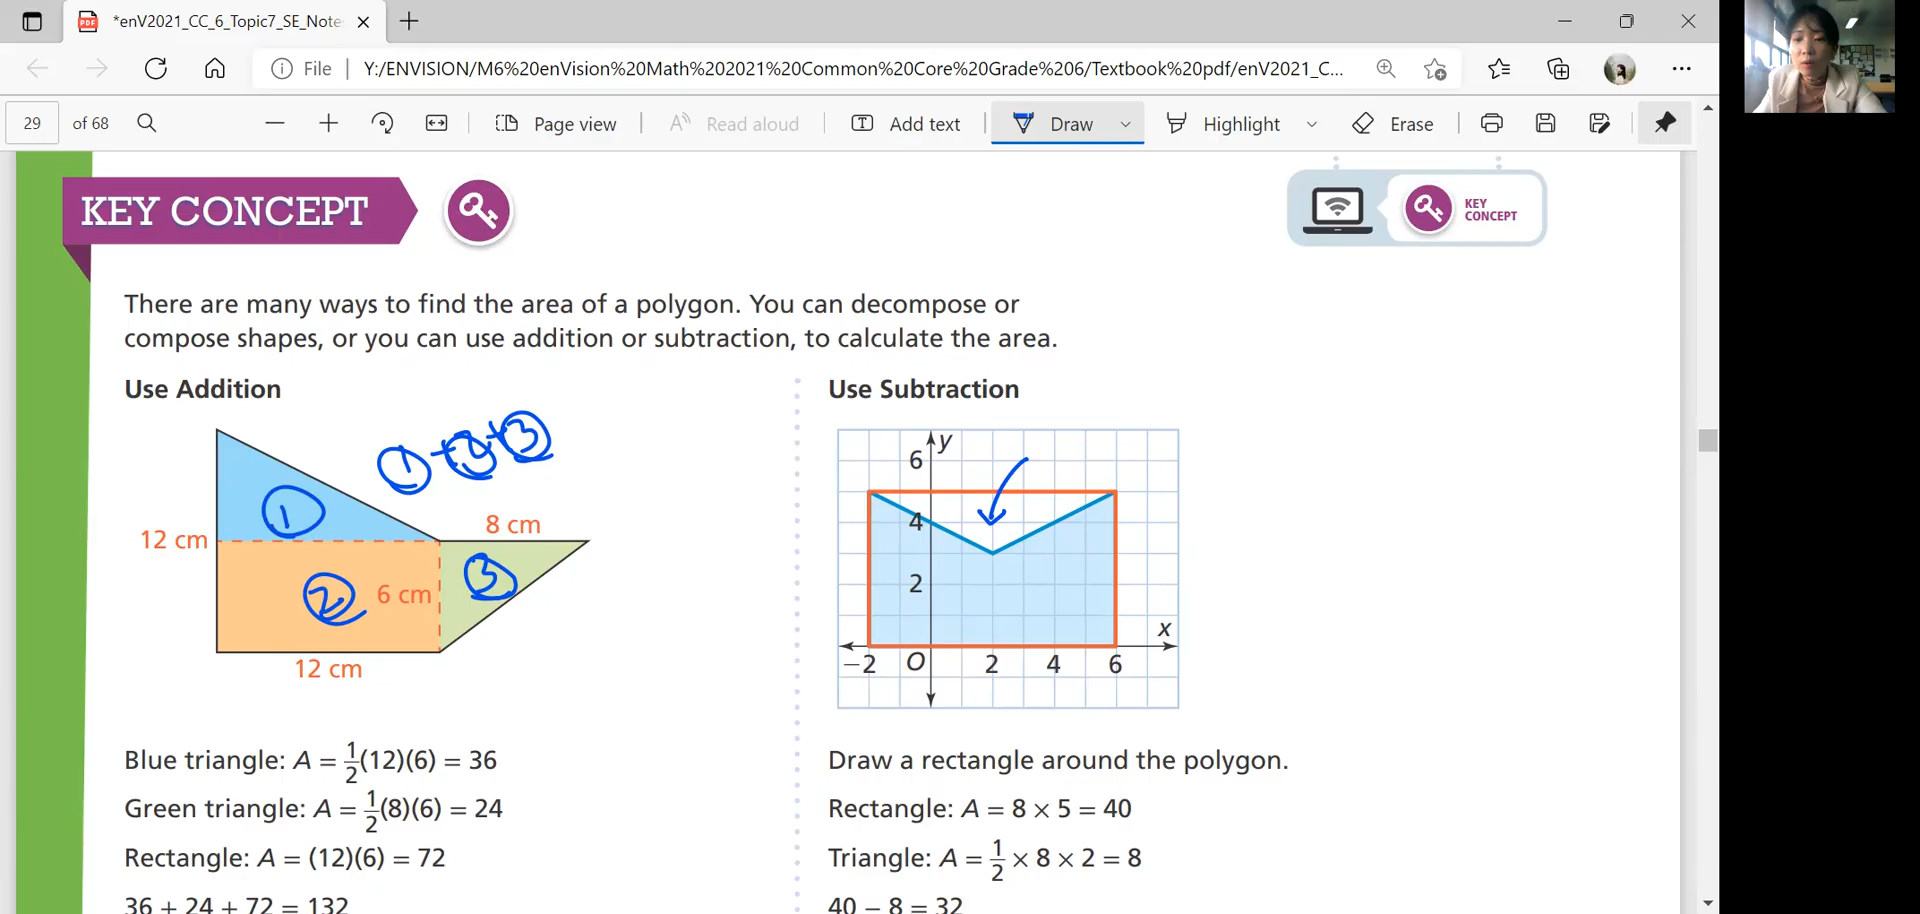 *enV2021_CC_6_Topic7_SE_Note
File
Y:/ENVISION/M6%20enVision%20Math%202021%20Common%20Core%20Grade%206/Textbook%20pdf/enV2021_C...
29 of 68
Page view
Read aloud
Add text
Draw
Highlight
Erase
KEY CONCEPT
KEY
CONCEPT
There are many ways to find the area of a polygon. You can decompose or
compose shapes, or you can use addition or subtraction, to calculate the area.
Use Addition
① + ② + ③
①
8 cm
12 cm
②
6 cm
③
12 cm
Blue triangle: A = 1/2(12)(6) = 36
Green triangle: A = 1/2(8)(6) = 24
Rectangle: A = (12)(6) = 72
36 + 24 + 72 = 132
Use Subtraction
y
6
4
2
x
−2 O 2 4 6
Draw a rectangle around the polygon.
Rectangle: A = 8 × 5 = 40
Triangle: A = 1/2 × 8 × 2 = 8
40 − 8 = 32